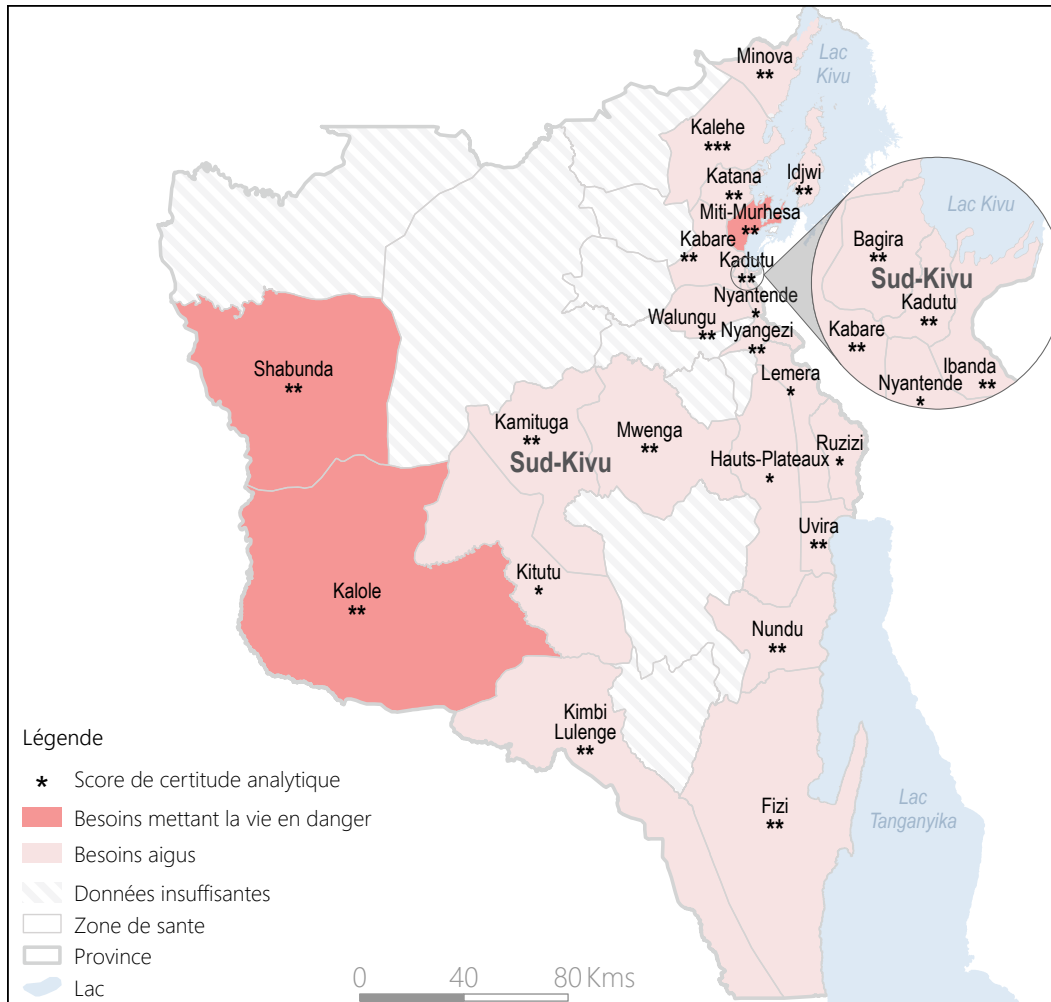 Minova
**
Lac
Kivu
Kalehe
***
Katana
**
Idjwi
**
Miti-Murhesa
**
Kabare
**
Kadutu
**
Nyantende
*
Walungu
**
Nyangezi
**
Lac Kivu
Bagira
**
Sud-Kivu
Kadutu
**
Kabare
**
Ibanda
**
Nyantende
*
Shabunda
**
Lemera
*
Kamituga
**
Mwenga
**
Sud-Kivu
Hauts-Plateaux
*
Ruzizi
*
Uvira
**
Kalole
**
Kitutu
*
Nundu
**
Kimbi
Lulenge
**
Fizi
**
Lac
Tanganyika
Légende
* Score de certitude analytique
Besoins mettant la vie en danger
Besoins aigus
Données insuffisantes
Zone de sante
Province
Lac
0 40 80 Kms